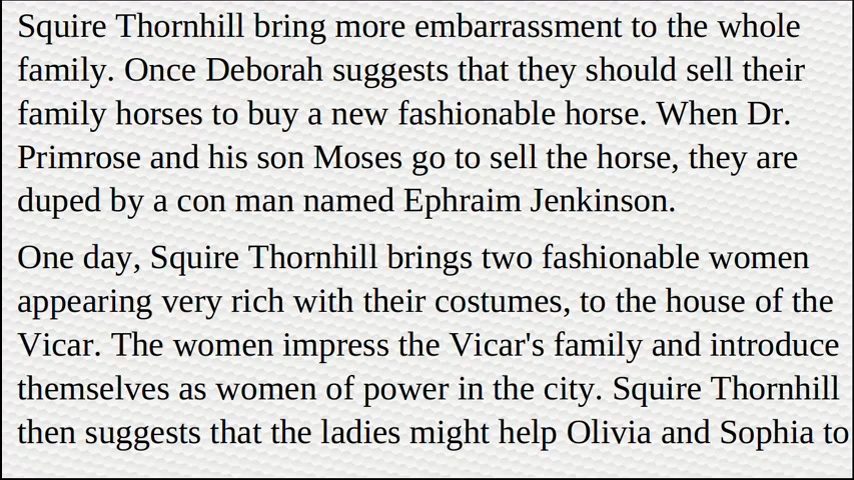 Squire Thornhill bring more embarrassment to the whole
family. Once Deborah suggests that they should sell their
family horses to buy a new fashionable horse. When Dr.
Primrose and his son Moses go to sell the horse, they are
duped by a con man named Ephraim Jenkinson.
One day, Squire Thornhill brings two fashionable women
appearing very rich with their costumes, to the house of the
Vicar. The women impress the Vicar's family and introduce
themselves as women of power in the city. Squire Thornhill
then suggests that the ladies might help Olivia and Sophia to